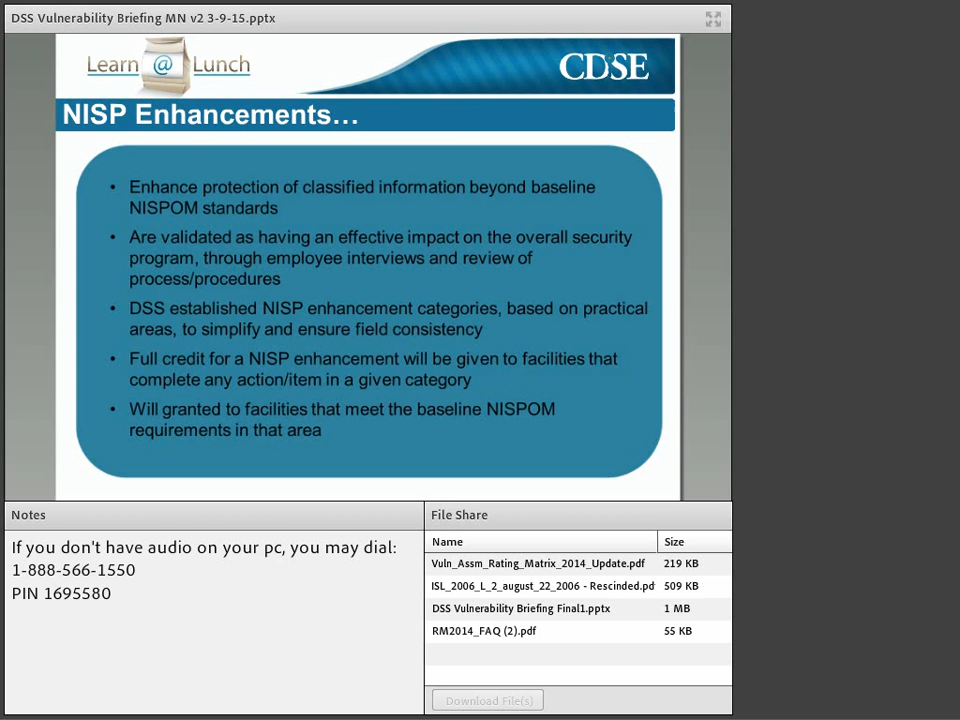 DSS Vulnerability Briefing MN v2 3-9-15.pptx
Learn @ Lunch
CDSE
NISP Enhancements…
• Enhance protection of classified information beyond baseline
NISPOM standards
• Are validated as having an effective impact on the overall security
program, through employee interviews and review of
process/procedures
• DSS established NISP enhancement categories, based on practical
areas, to simplify and ensure field consistency
• Full credit for a NISP enhancement will be given to facilities that
complete any action/item in a given category
• Will granted to facilities that meet the baseline NISPOM
requirements in that area
Notes
If you don't have audio on your pc, you may dial:
1-888-566-1550
PIN 1695580
File Share
Name Size
Vuln_Assm_Rating_Matrix_2014_Update.pdf 219 KB
ISL_2006_L_2_august_22_2006 - Rescinded.pd 509 KB
DSS Vulnerability Briefing Final1.pptx 1 MB
RM2014_FAQ (2).pdf 55 KB
Download File(s)